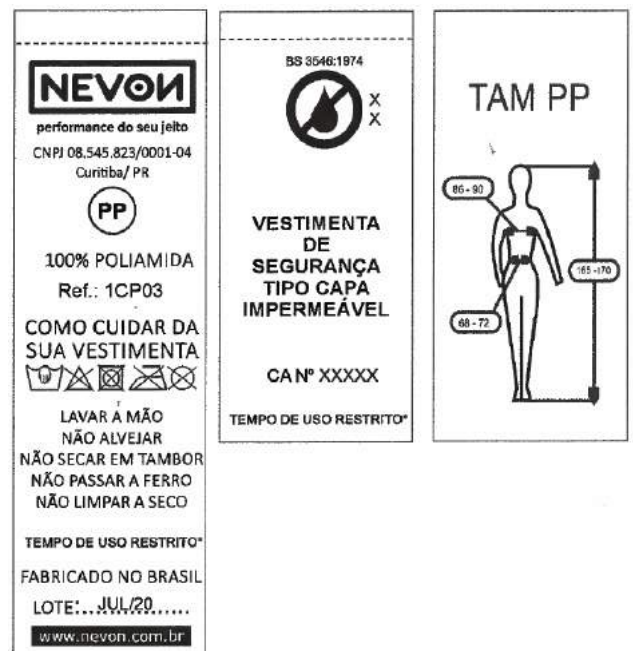 NEVON
performance do seu jeito
CNPJ 08.545.823/0001-04
Curitiba/ PR
PP
100% POLIAMIDA
Ref.: 1CP03
COMO CUIDAR DA
SUA VESTIMENTA
LAVAR À MÃO
NÃO ALVEJAR
NÃO SECAR EM TAMBOR
NÃO PASSAR A FERRO
NÃO LIMPAR A SECO
TEMPO DE USO RESTRITO*
FABRICADO NO BRASIL
LOTE:...JUL/20......
www.nevon.com.br
BS 3546:1974
X
X
VESTIMENTA
DE
SEGURANÇA
TIPO CAPA
IMPERMEÁVEL
CA Nº XXXXX
TEMPO DE USO RESTRITO*
TAM PP
86 - 90
165 -170
68 - 72